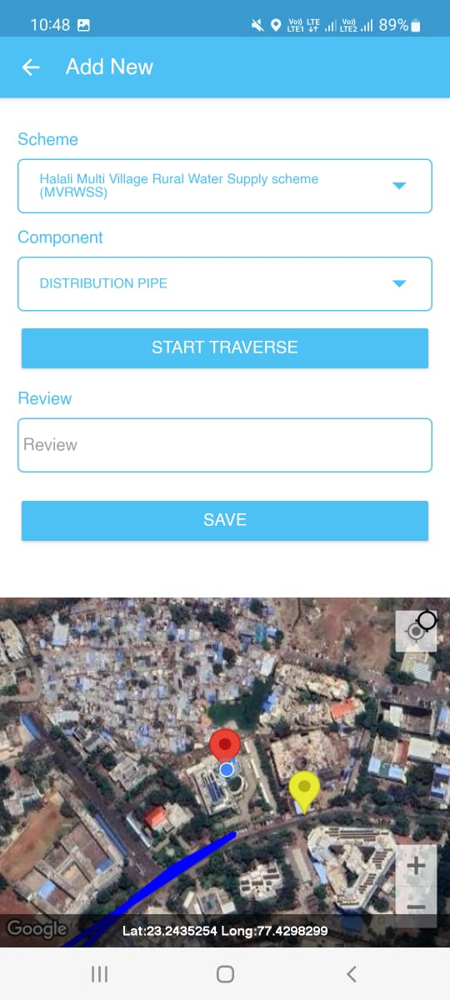 10:48
Vo)) LTE
LTE1
Vo))
LTE2
89%
Add New
Scheme
Halali Multi Village Rural Water Supply scheme
(MVRWSS)
Component
DISTRIBUTION PIPE
START TRAVERSE
Review
Review
SAVE
Google
Lat:23.2435254 Long:77.4298299